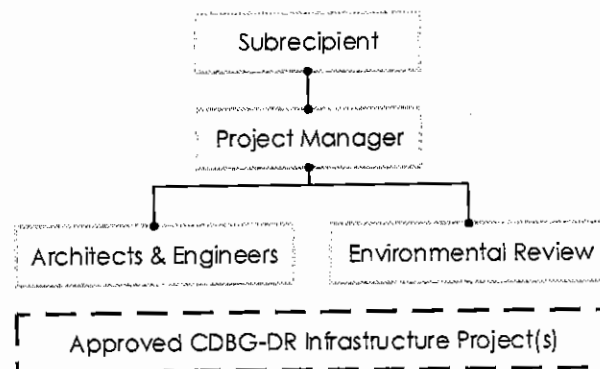 Subrecipient
Project Manager
Architects & Engineers
Environmental Review
Approved CDBG-DR Infrastructure Project(s)